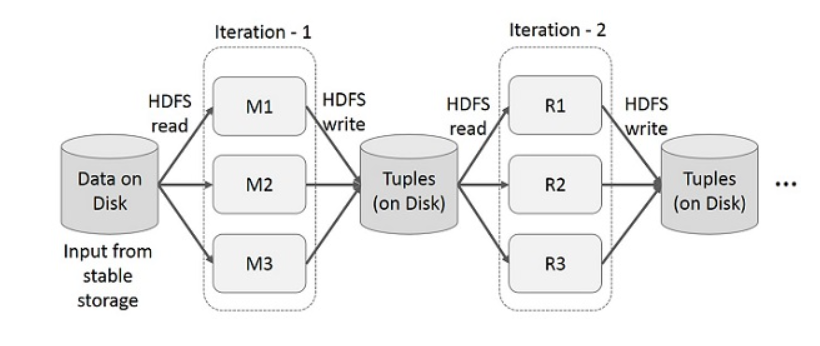 Iteration - 1
Iteration - 2
HDFS
read
M1
HDFS
write
HDFS
read
R1
HDFS
write
Data on
Disk
M2
Tuples
(on Disk)
R2
Tuples
(on Disk)
...
Input from
stable
storage
M3
R3